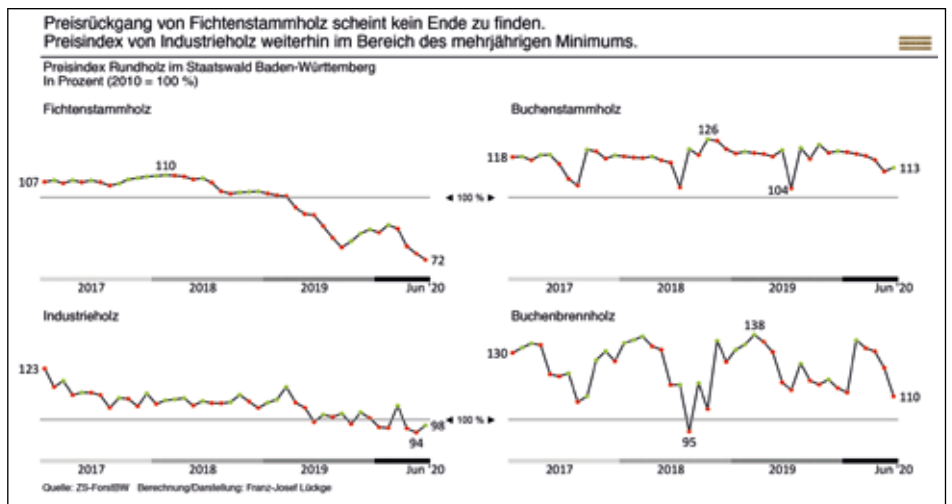 Preisrückgang von Fichtenstammholz scheint kein Ende zu finden.
Preisindex von Industrieholz weiterhin im Bereich des mehrjährigen Minimums.
Preisindex Rundholz im Staatswald Baden-Württemberg
In Prozent (2010 = 100 %)
Fichtenstammholz
107
110
72
2017
2018
2019
Jun '20
Buchenstammholz
118
126
104
113
◄ 100 % ►
2017
2018
2019
Jun '20
Industrieholz
123
94
98
2017
2018
2019
Jun '20
Buchenbrennholz
130
138
95
110
◄ 100 % ►
2017
2018
2019
Jun '20
Quelle: ZS-ForstBW Berechnung/Darstellung: Franz-Josef Lückge